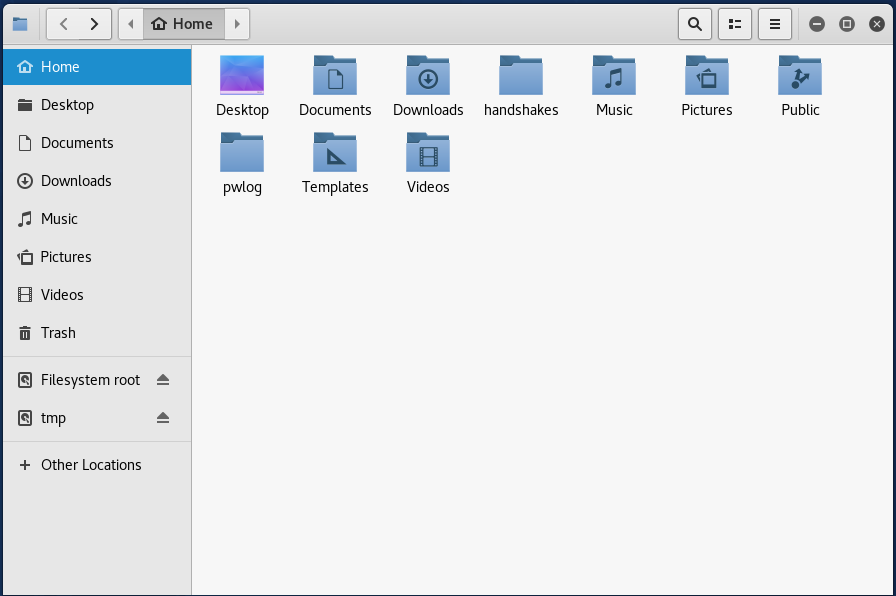 Home
Home
Desktop
Documents
Downloads
Music
Pictures
Videos
Trash
Filesystem root
tmp
Other Locations
Desktop Documents Downloads handshakes Music Pictures Public
pwlog Templates Videos